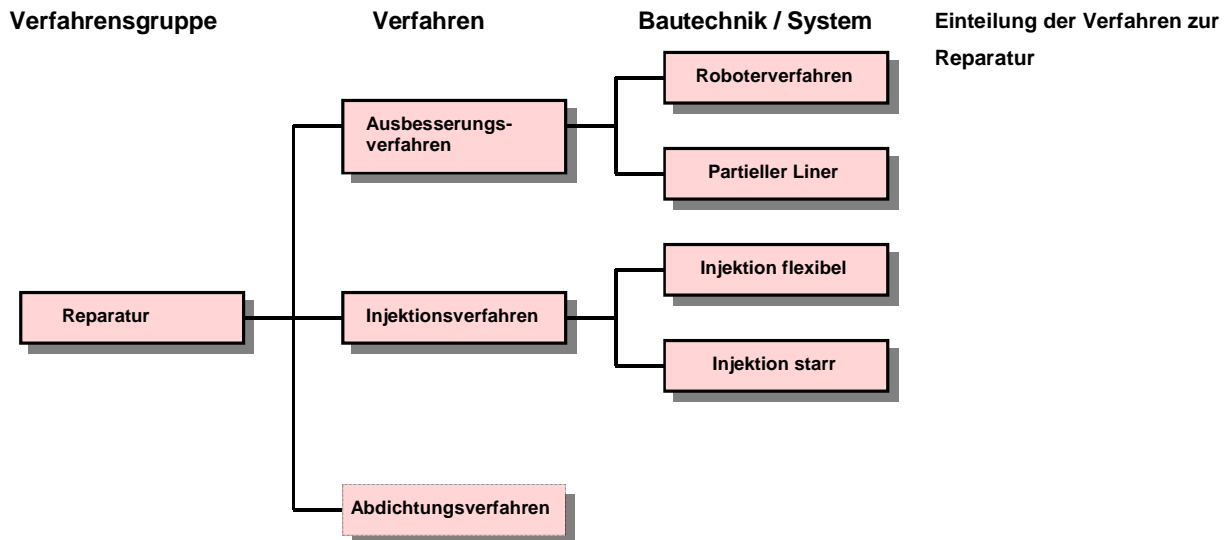 Verfahrensgruppe
Verfahren
Bautechnik / System
Einteilung der Verfahren zur
Reparatur
Roboterverfahren
Ausbesserungs-
verfahren
Partieller Liner
Injektion flexibel
Reparatur
Injektionsverfahren
Injektion starr
Abdichtungsverfahren